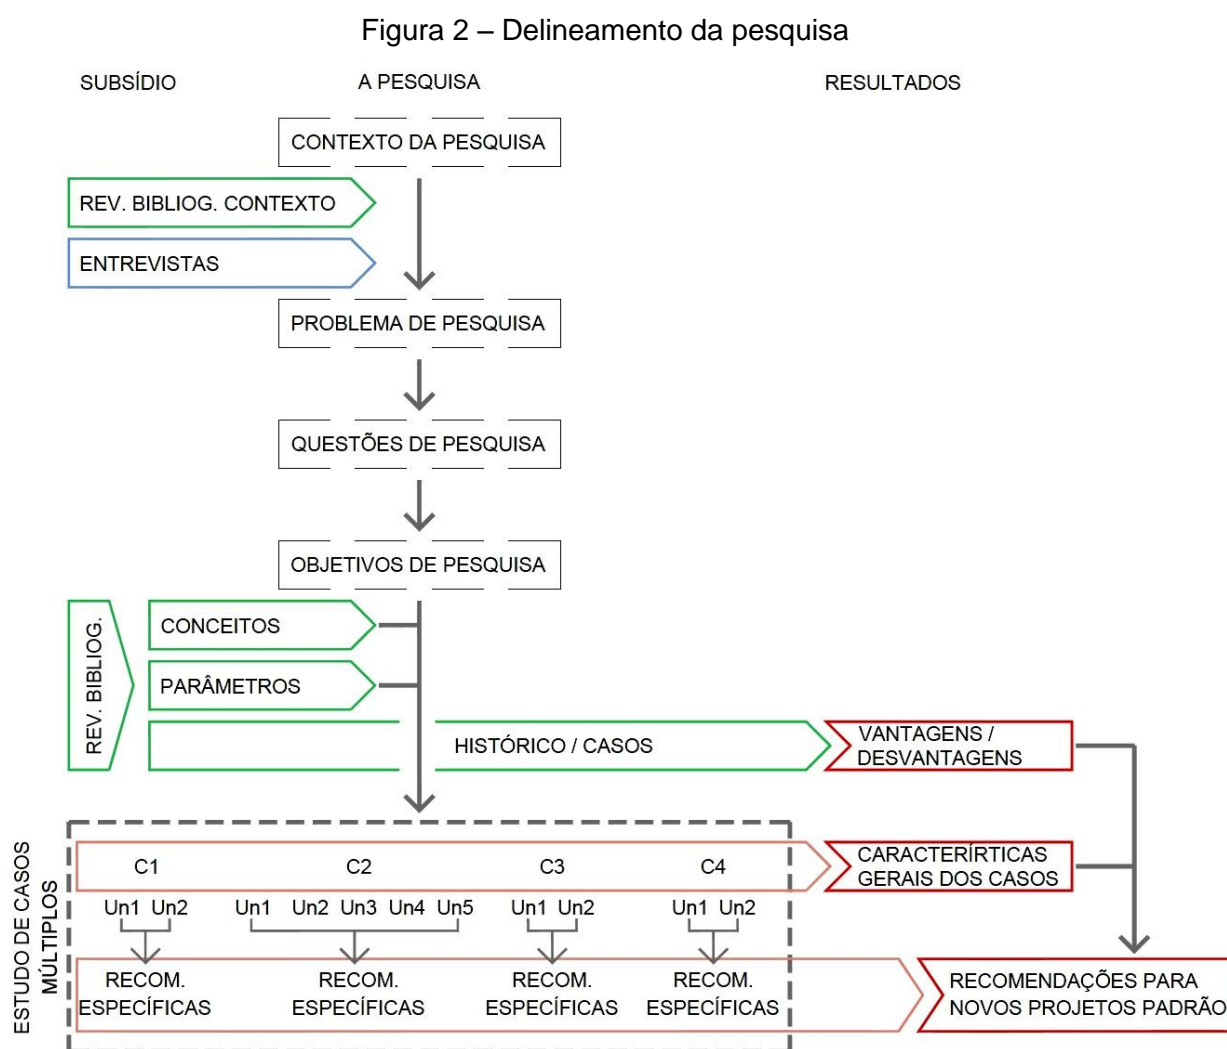 Figura 2 – Delineamento da pesquisa
SUBSÍDIO
A PESQUISA
RESULTADOS
CONTEXTO DA PESQUISA
REV. BIBLIOG. CONTEXTO
ENTREVISTAS
PROBLEMA DE PESQUISA
QUESTÕES DE PESQUISA
OBJETIVOS DE PESQUISA
REV. BIBLIOG.
CONCEITOS
PARÂMETROS
HISTÓRICO / CASOS
VANTAGENS /
DESVANTAGENS
ESTUDO DE CASOS
MÚLTIPLOS
C1
C2
C3
C4
CARACTERÍRTICAS
GERAIS DOS CASOS
Un1 Un2
Un1 Un2 Un3 Un4 Un5
Un1 Un2
Un1 Un2
RECOM.
ESPECÍFICAS
RECOM.
ESPECÍFICAS
RECOM.
ESPECÍFICAS
RECOM.
ESPECÍFICAS
RECOMENDAÇÕES PARA
NOVOS PROJETOS PADRÃO